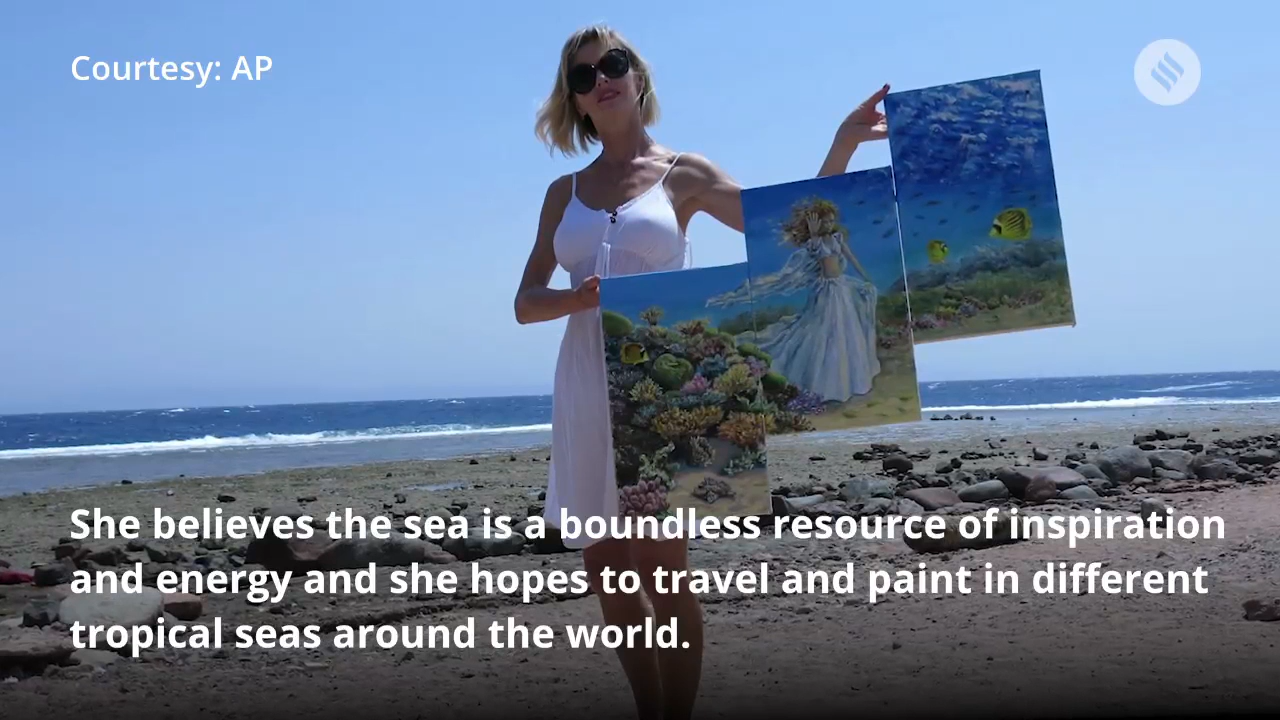 Courtesy: AP
She believes the sea is a boundless resource of inspiration
and energy and she hopes to travel and paint in different
tropical seas around the world.